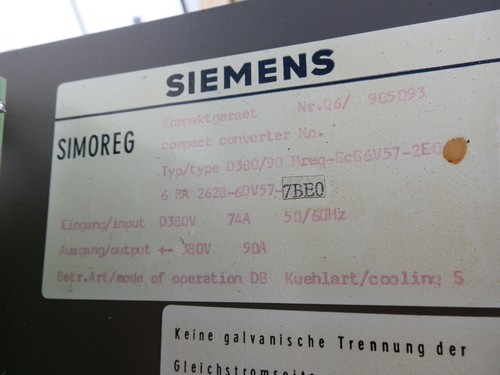 SIEMENS
SIMOREG
Kompaktgeraet Nr.Q6/ 905093
compact converter No.
Typ/type D380/90 Mreq-GcG6V57-2E0
6 RA 2620-6DV57-7BE0
Eingang/input D380V 74A 50/60Hz
Ausgang/output +- 380V 90A
Betr.Art/mode of operation DB Kuehlart/cooling S
Keine galvanische Trennung der